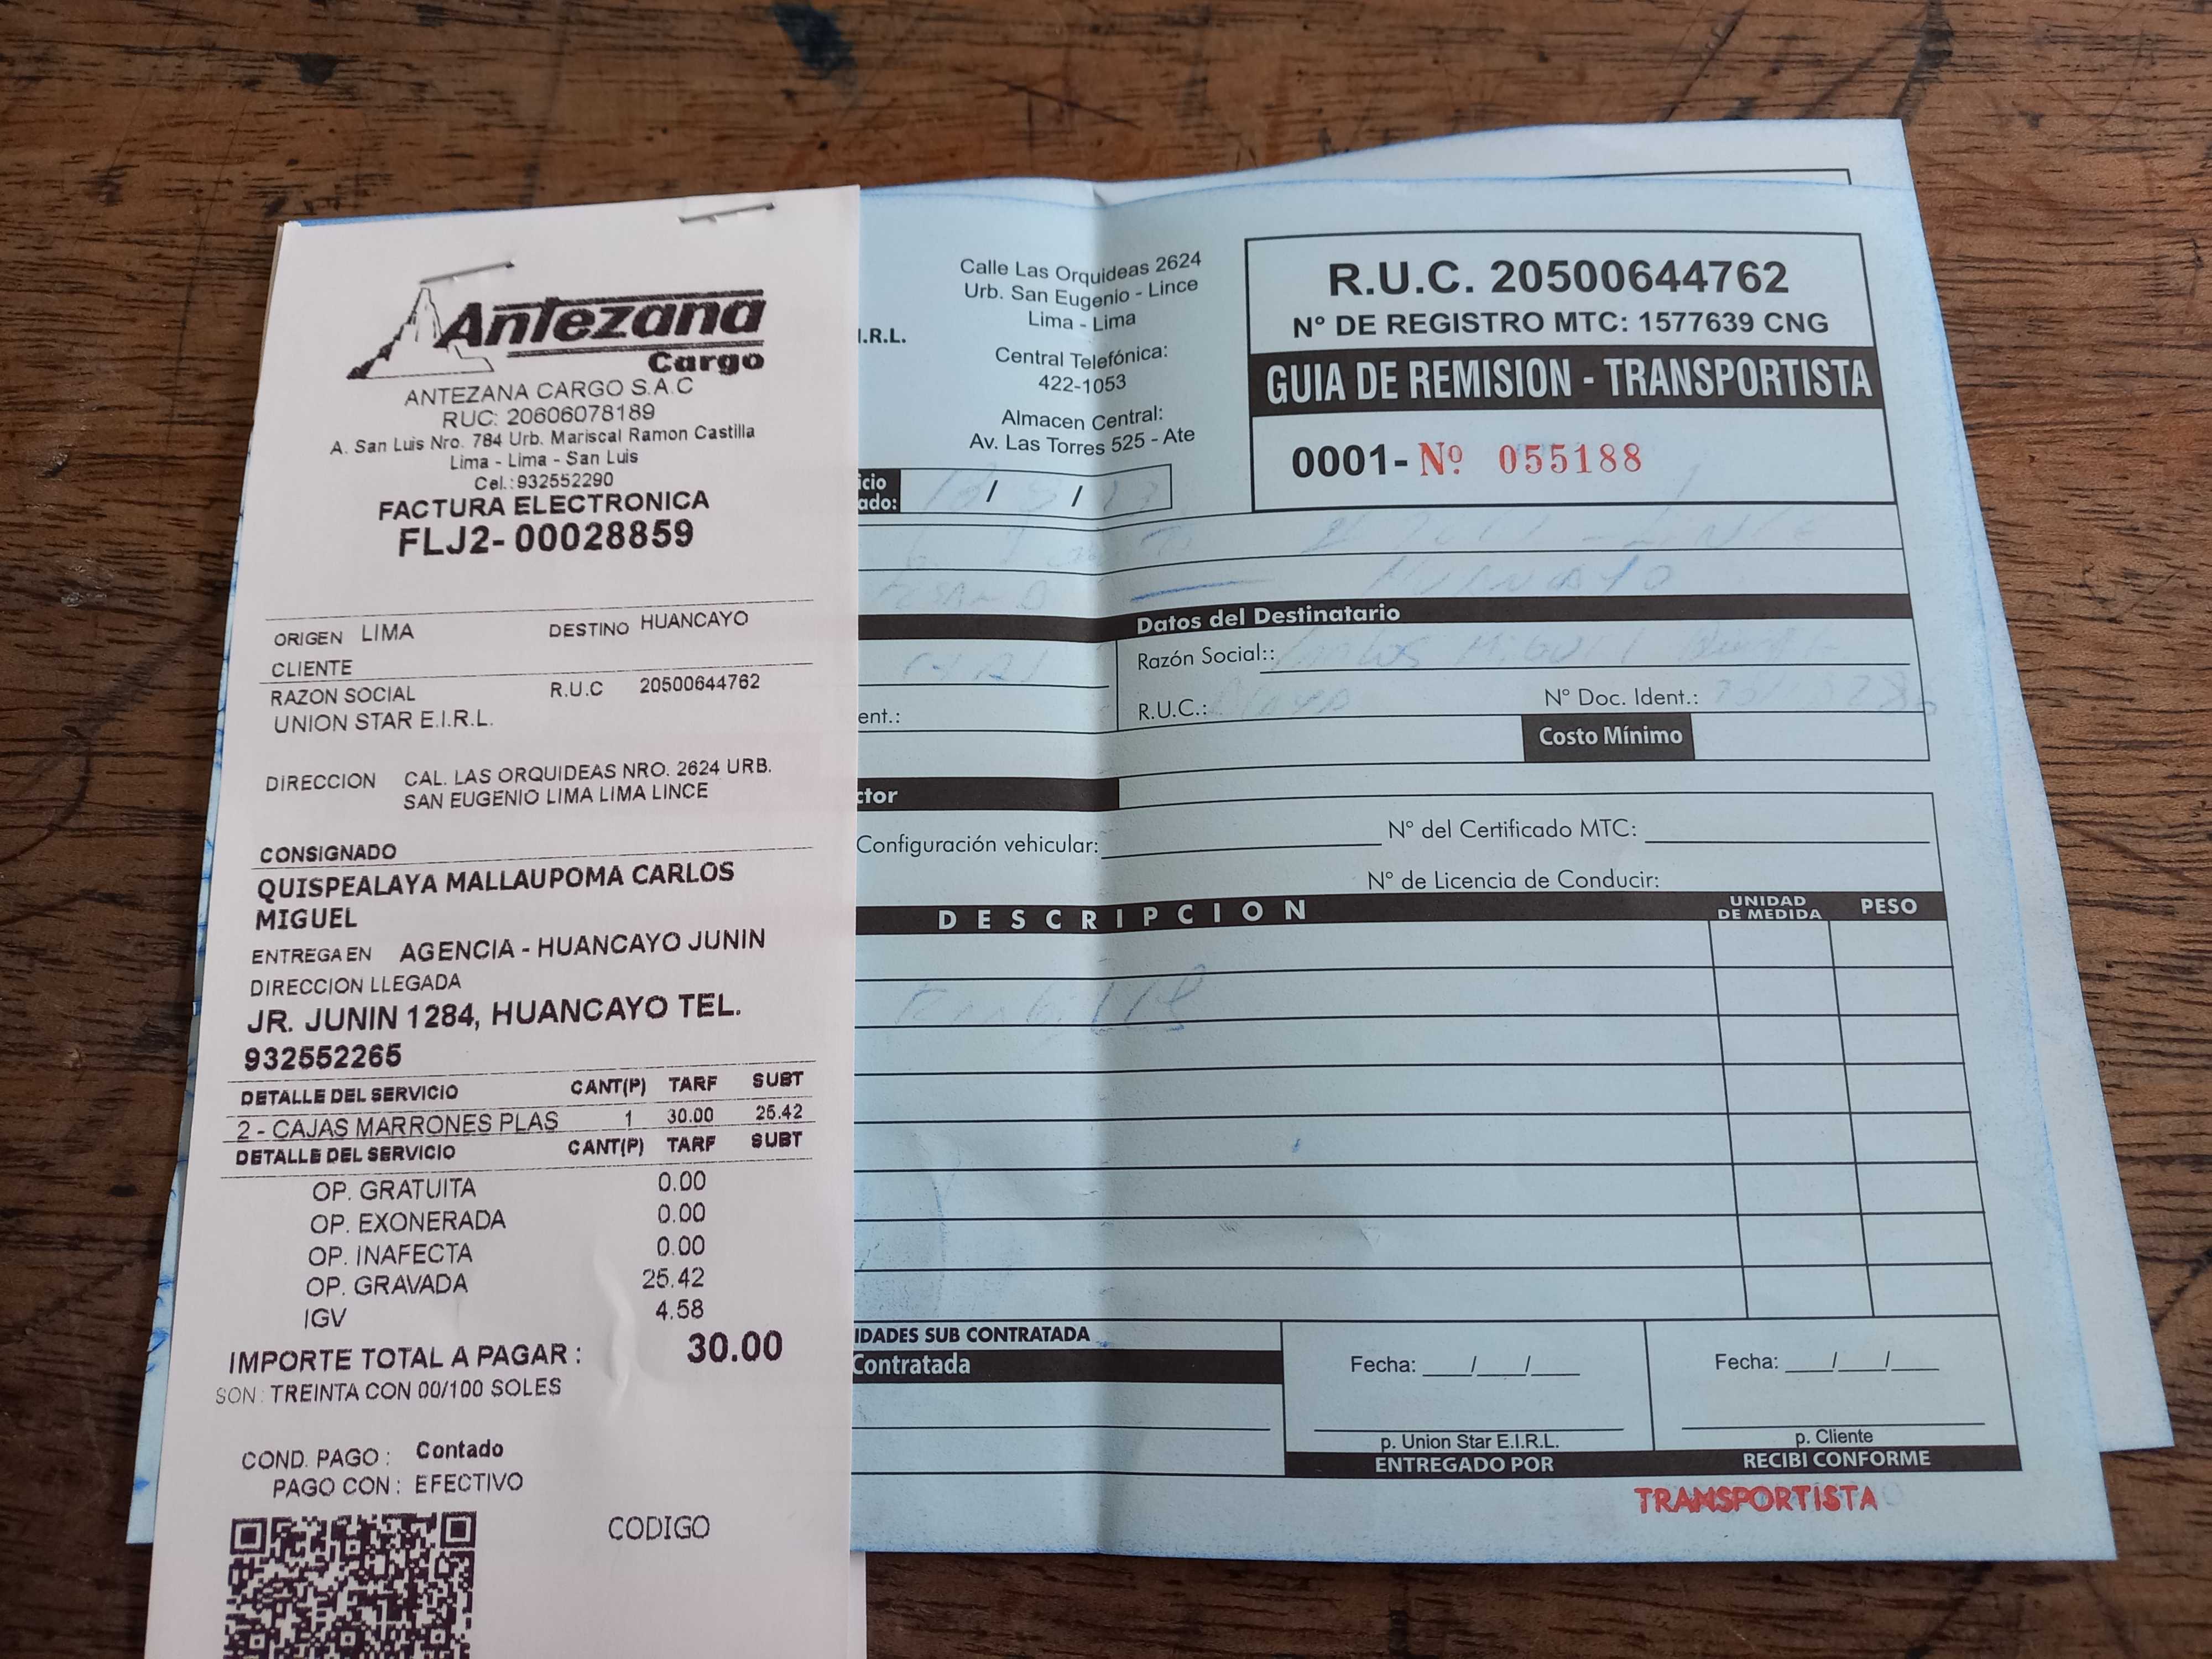 Antezana
Cargo
ANTEZANA CARGO S.A.C
RUC: 20606078189
A. San Luis Nro. 784 Urb. Mariscal Ramon Castilla
Lima - Lima - San Luis
Cel.:932552290
FACTURA ELECTRONICA
FLJ2- 00028859
ORIGEN LIMA DESTINO HUANCAYO
CLIENTE
RAZON SOCIAL R.U.C 20500644762
UNION STAR E.I.R.L.
DIRECCION CAL. LAS ORQUIDEAS NRO. 2624 URB.
SAN EUGENIO LIMA LIMA LINCE
CONSIGNADO
QUISPEALAYA MALLAUPOMA CARLOS
MIGUEL
ENTREGA EN AGENCIA - HUANCAYO JUNIN
DIRECCION LLEGADA
JR. JUNIN 1284, HUANCAYO TEL.
932552265
DETALLE DEL SERVICIO CANT(P) TARF SUBT
2 - CAJAS MARRONES PLAS 1 30.00 25.42
DETALLE DEL SERVICIO CANT(P) TARF SUBT
OP. GRATUITA 0.00
OP. EXONERADA 0.00
OP. INAFECTA 0.00
OP. GRAVADA 25.42
IGV 4.58
IMPORTE TOTAL A PAGAR : 30.00
SON : TREINTA CON 00/100 SOLES
COND. PAGO : Contado
PAGO CON : EFECTIVO
CODIGO
I.R.L.
Calle Las Orquideas 2624
Urb. San Eugenio - Lince
Lima - Lima
Central Telefónica:
422-1053
Almacen Central:
Av. Las Torres 525 - Ate
R.U.C. 20500644762
N° DE REGISTRO MTC: 1577639 CNG
GUIA DE REMISION - TRANSPORTISTA
0001- Nº 055188
icio
ado: / /
Datos del Destinatario
Razón Social::
ent.:
R.U.C.: N° Doc. Ident.:
Costo Mínimo
ctor
Configuración vehicular: N° del Certificado MTC:
N° de Licencia de Conducir:
DESCRIPCION UNIDAD DE MEDIDA PESO
IDADES SUB CONTRATADA
Contratada
Fecha: ___/___/___
p. Union Star E.I.R.L.
ENTREGADO POR
Fecha: ___/___/___
p. Cliente
RECIBI CONFORME
TRANSPORTISTA